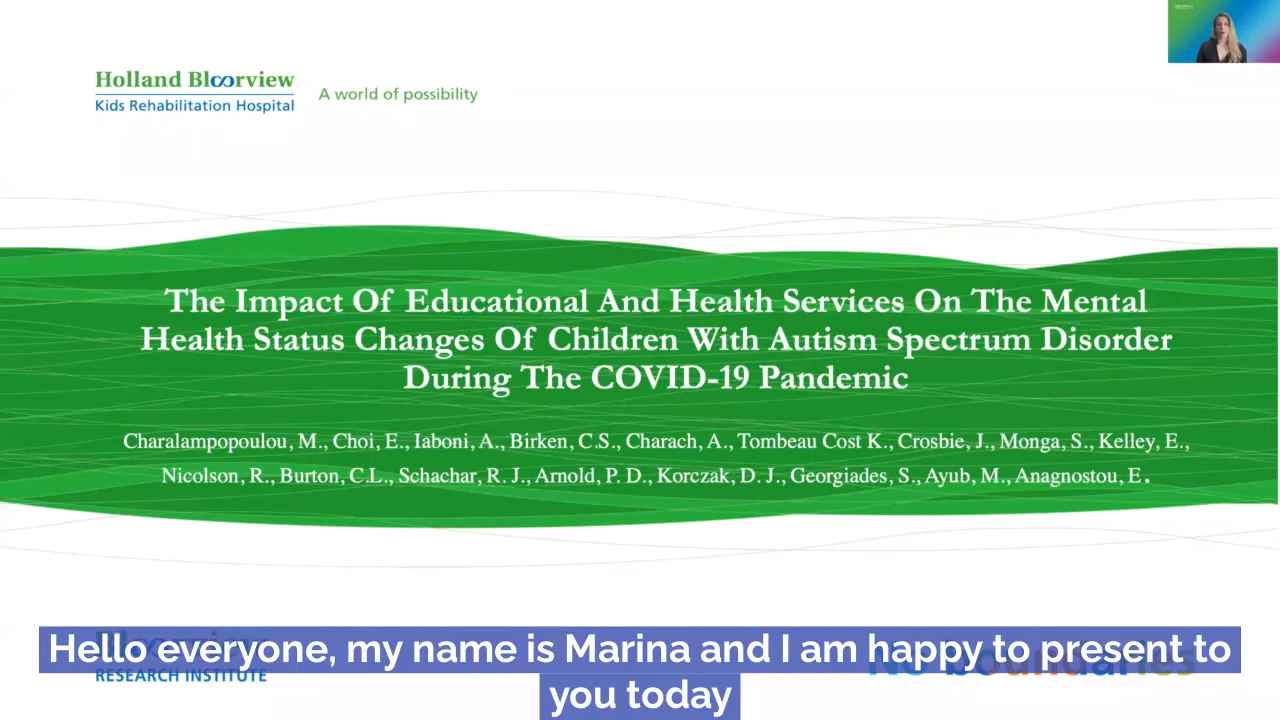 Holland Bloorview
Kids Rehabilitation Hospital
A world of possibility
The Impact Of Educational And Health Services On The Mental
Health Status Changes Of Children With Autism Spectrum Disorder
During The COVID-19 Pandemic
Charalampopoulou, M., Choi, E., Iaboni, A., Birken, C.S., Charach, A., Tombeau Cost K., Crosbie, J., Monga, S., Kelley, E.,
Nicolson, R., Burton, C.L., Schachar, R. J., Arnold, P. D., Korczak, D. J., Georgiades, S., Ayub, M., Anagnostou, E.
Hello everyone, my name is Marina and I am happy to present to
you today
RESEARCH INSTITUTE